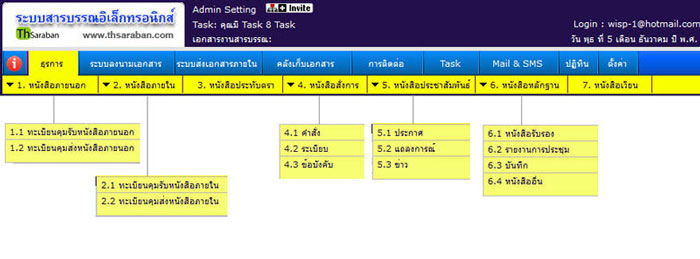 ระบบสารบรรณอิเล็กทรอนิกส์
ThSaraban www.thsaraban.com
Admin Setting Invite
Task: คุณมี Task 8 Task
เอกสารงานสารบรรณ:
Login : wisp-1@hotmail.com
วัน พุธ ที่ 5 เดือน ธันวาคม ปี พ.ศ.
ธุรการ ระบบลงนามเอกสาร ระบบส่งเอกสารภายใน คลังเก็บเอกสาร การติดต่อ Task Mail & SMS ปฏิทิน ตั้งค่า
1. หนังสือภายนอก 2. หนังสือภายใน 3. หนังสือประทับตรา 4. หนังสือสั่งการ 5. หนังสือประชาสัมพันธ์ 6. หนังสือหลักฐาน 7. หนังสือเวียน
1.1 ทะเบียนคุมรับหนังสือภายนอก
1.2 ทะเบียนคุมส่งหนังสือภายนอก
2.1 ทะเบียนคุมรับหนังสือภายใน
2.2 ทะเบียนคุมส่งหนังสือภายใน
4.1 คำสั่ง
4.2 ระเบียบ
4.3 ข้อบังคับ
5.1 ประกาศ
5.2 แถลงการณ์
5.3 ข่าว
6.1 หนังสือรับรอง
6.2 รายงานการประชุม
6.3 บันทึก
6.4 หนังสืออื่น